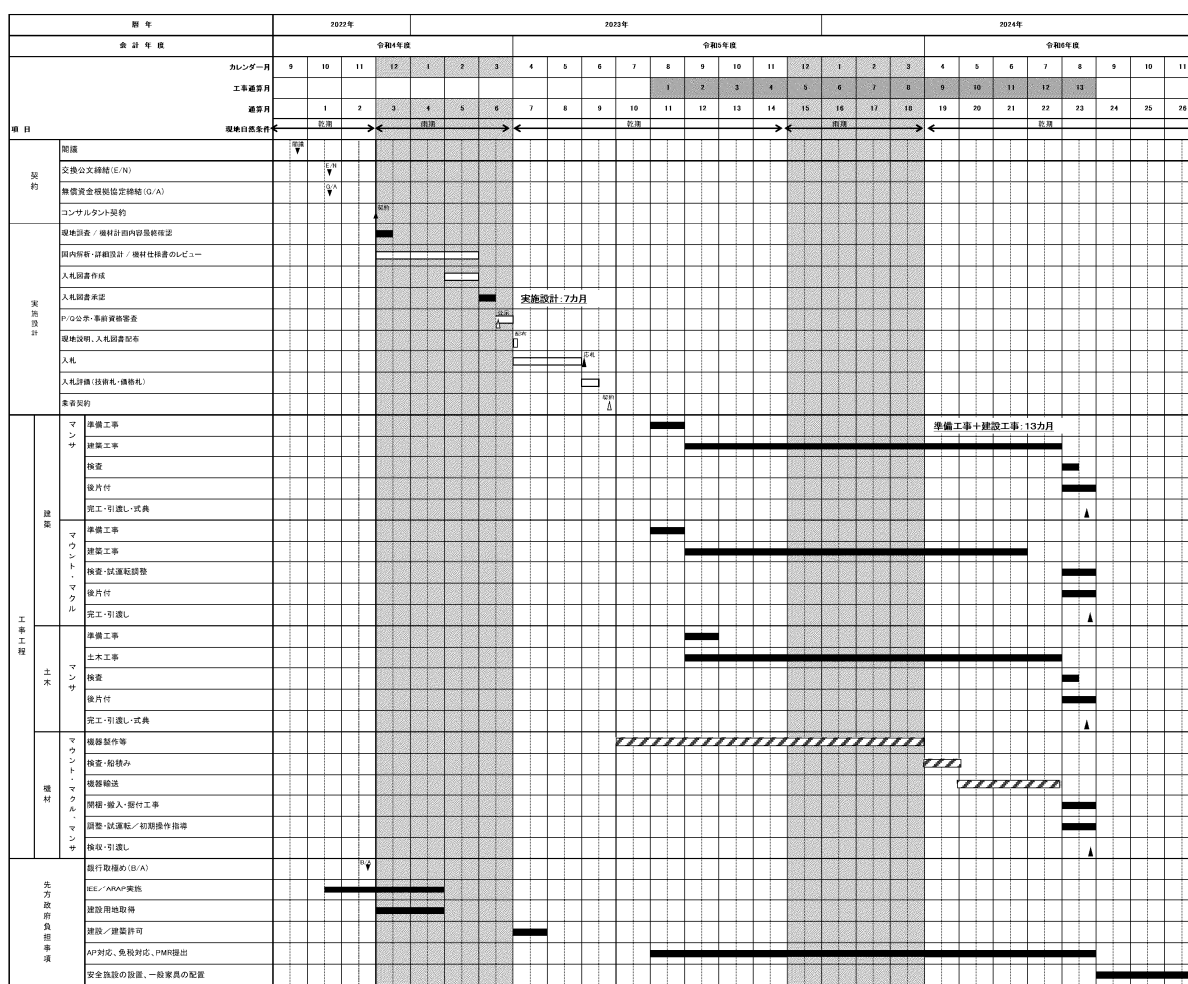 暦 年 2022年 2023年 2024年
会 計 年 度 令和4年度 令和5年度 令和6年度
カレンダー月 9 10 11 12 1 2 3 4 5 6 7 8 9 10 11 12 1 2 3 4 5 6 7 8 9 10 11
工事通算月 1 2 3 4 5 6 7 8 9 10 11 12 13
通算月 1 2 3 4 5 6 7 8 9 10 11 12 13 14 15 16 17 18 19 20 21 22 23 24 25 26
項 目 現地自然条件 乾期 雨期 乾期 雨期 乾期
契約
閣議 閣議
交換公文締結(E/N) E/N
無償資金根拠協定締結(G/A) G/A
コンサルタント契約 契約
実施設計
現地調査 / 機材計画内容最終確認
国内解析・詳細設計 / 機材仕様書のレビュー
入札図書作成
入札図書承認 実施設計:7カ月
P/Q公示・事前資格審査 公示
現地説明、入札図書配布 配布
入札 応札
入札評価(技術札・価格札)
業者契約 契約
工事工程
建築
マンサ
準備工事 準備工事+建設工事:13カ月
建築工事
検査
後片付
完工・引渡し・式典
マウント・マクル
準備工事
建築工事
検査・試運転調整
後片付
完工・引渡し
土木
マンサ
準備工事
土木工事
検査
後片付
完工・引渡し・式典
機材
マウント・マクル・マンサ
機器製作等
検査・船積み
機器輸送
開梱・搬入・据付工事
調整・試運転/初期操作指導
検収・引渡し
先方政府負担事項
銀行取極め(B/A) B/A
IEE/ARAP実施
建設用地取得
建設/建築許可
AP対応、免税対応、PMR提出
安全施設の設置、一般家具の配置